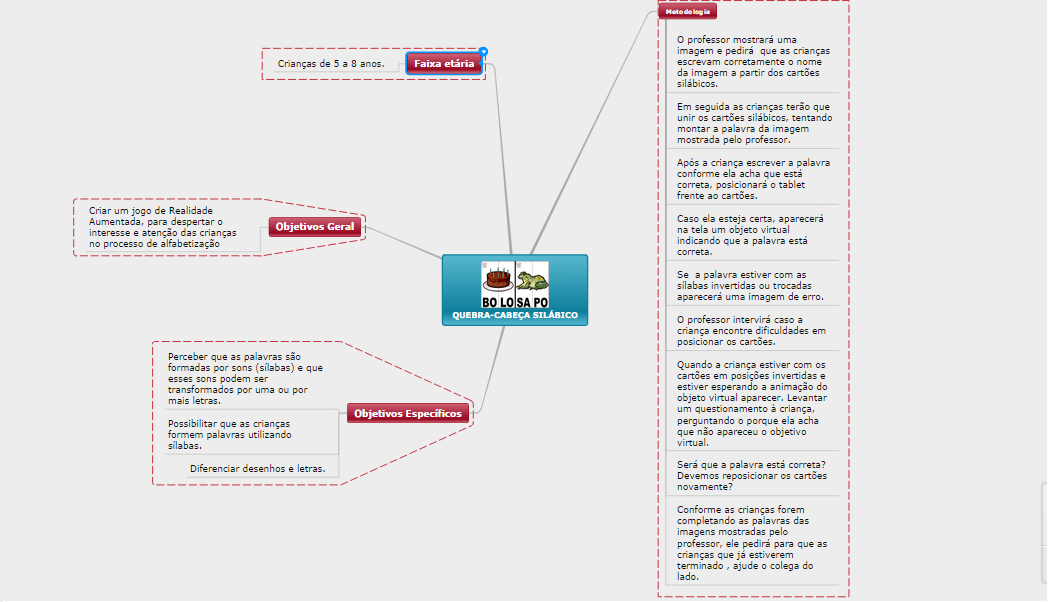 Metodologia
O professor mostrará uma
imagem e pedirá  que as crianças
escrevam corretamente o nome
da imagem a partir dos cartões
silábicos.
Em seguida as crianças terão que
unir os cartões silábicos, tentando
montar a palavra da imagem
mostrada pelo professor.
Após a criança escrever a palavra
conforme ela acha que está
correta, posicionará o tablet
frente ao cartões.
Caso ela esteja certa, aparecerá
na tela um objeto virtual
indicando que a palavra está
correta.
Se  a palavra estiver com as
sílabas invertidas ou trocadas
aparecerá uma imagem de erro.
O professor intervirá caso a
criança encontre dificuldades em
posicionar os cartões.
Quando a criança estiver com os
cartões em posições invertidas e
estiver esperando a animação do
objeto virtual aparecer. Levantar
um questionamento à criança,
perguntando o porque ela acha
que não apareceu o objetivo
virtual.
Será que a palavra está correta?
Devemos reposicionar os cartões
novamente?
Conforme as crianças forem
completando as palavras das
imagens mostradas pelo
professor, ele pedirá para que as
crianças que já estiverem
terminado , ajude o colega do
lado.
Crianças de 5 a 8 anos.
Faixa etária
Criar um jogo de Realidade
Aumentada, para despertar o
interesse e atenção das crianças
no processo de alfabetização
Objetivos Geral
BO LO SA PO
QUEBRA-CABEÇA SILÁBICO
Perceber que as palavras são
formadas por sons (sílabas) e que
esses sons podem ser
transformados por uma ou por
mais letras.
Possibilitar que as crianças
formem palavras utilizando
sílabas.
Diferenciar desenhos e letras.
Objetivos Específicos